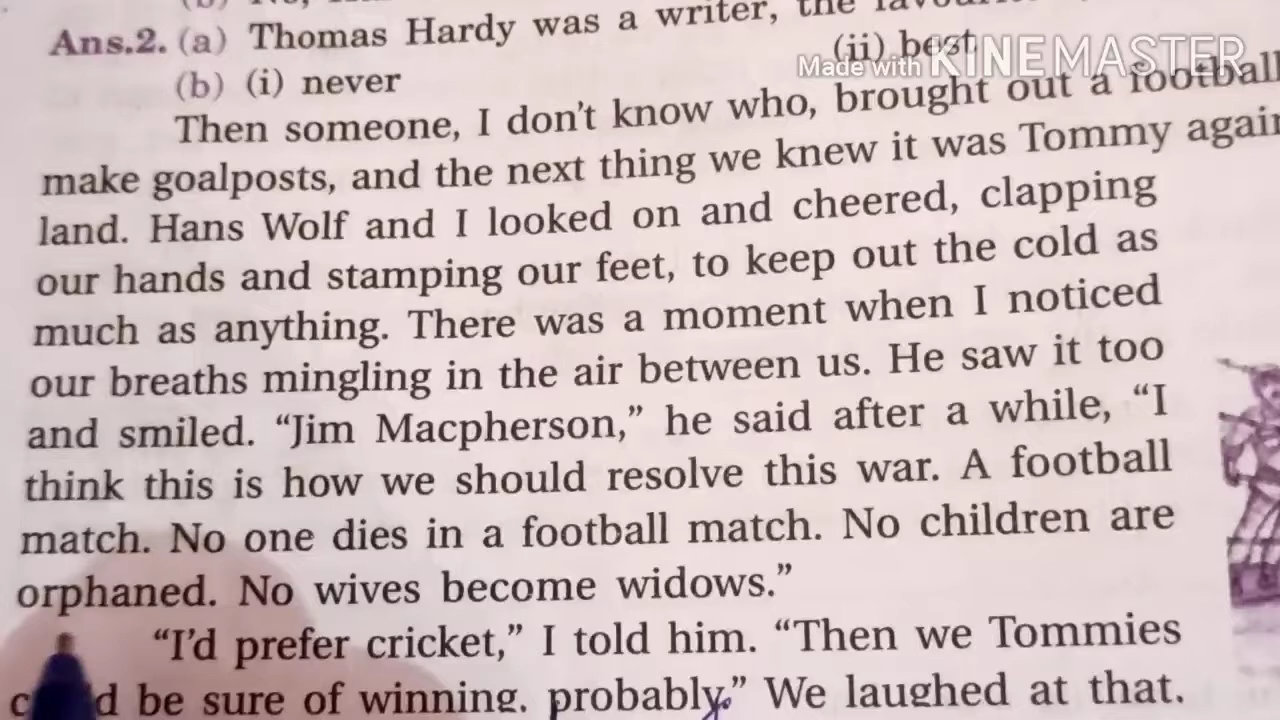 Ans.2. (a) Thomas Hardy was a writer, the
(b) (i) never (ii) best
Made with KINEMASTER
Then someone, I don't know who, brought out a football
make goalposts, and the next thing we knew it was Tommy again
land. Hans Wolf and I looked on and cheered, clapping
our hands and stamping our feet, to keep out the cold as
much as anything. There was a moment when I noticed
our breaths mingling in the air between us. He saw it too
and smiled. “Jim Macpherson,” he said after a while, “I
think this is how we should resolve this war. A football
match. No one dies in a football match. No children are
orphaned. No wives become widows.”
“I'd prefer cricket,” I told him. “Then we Tommies
be sure of winning, probably.” We laughed at that.